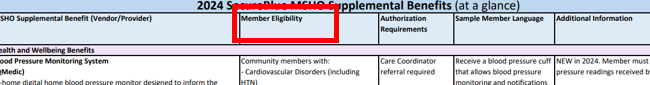 2024 SecureBlue MSHO Supplemental Benefits (at a glance)
SHO Supplemental Benefit (Vendor/Provider) Member Eligibility Authorization Requirements Sample Member Language Additional Information
ealth and Wellbeing Benefits
ood Pressure Monitoring System Community members with: Care Coordinator Receive a blood pressure cuff NEW in 2024. Member must
Medic) - Cardiovascular Disorders (including referral required that allows blood pressure pressure readings received b
-home digital home blood pressure monitor designed to inform the HTN) monitoring and notifications